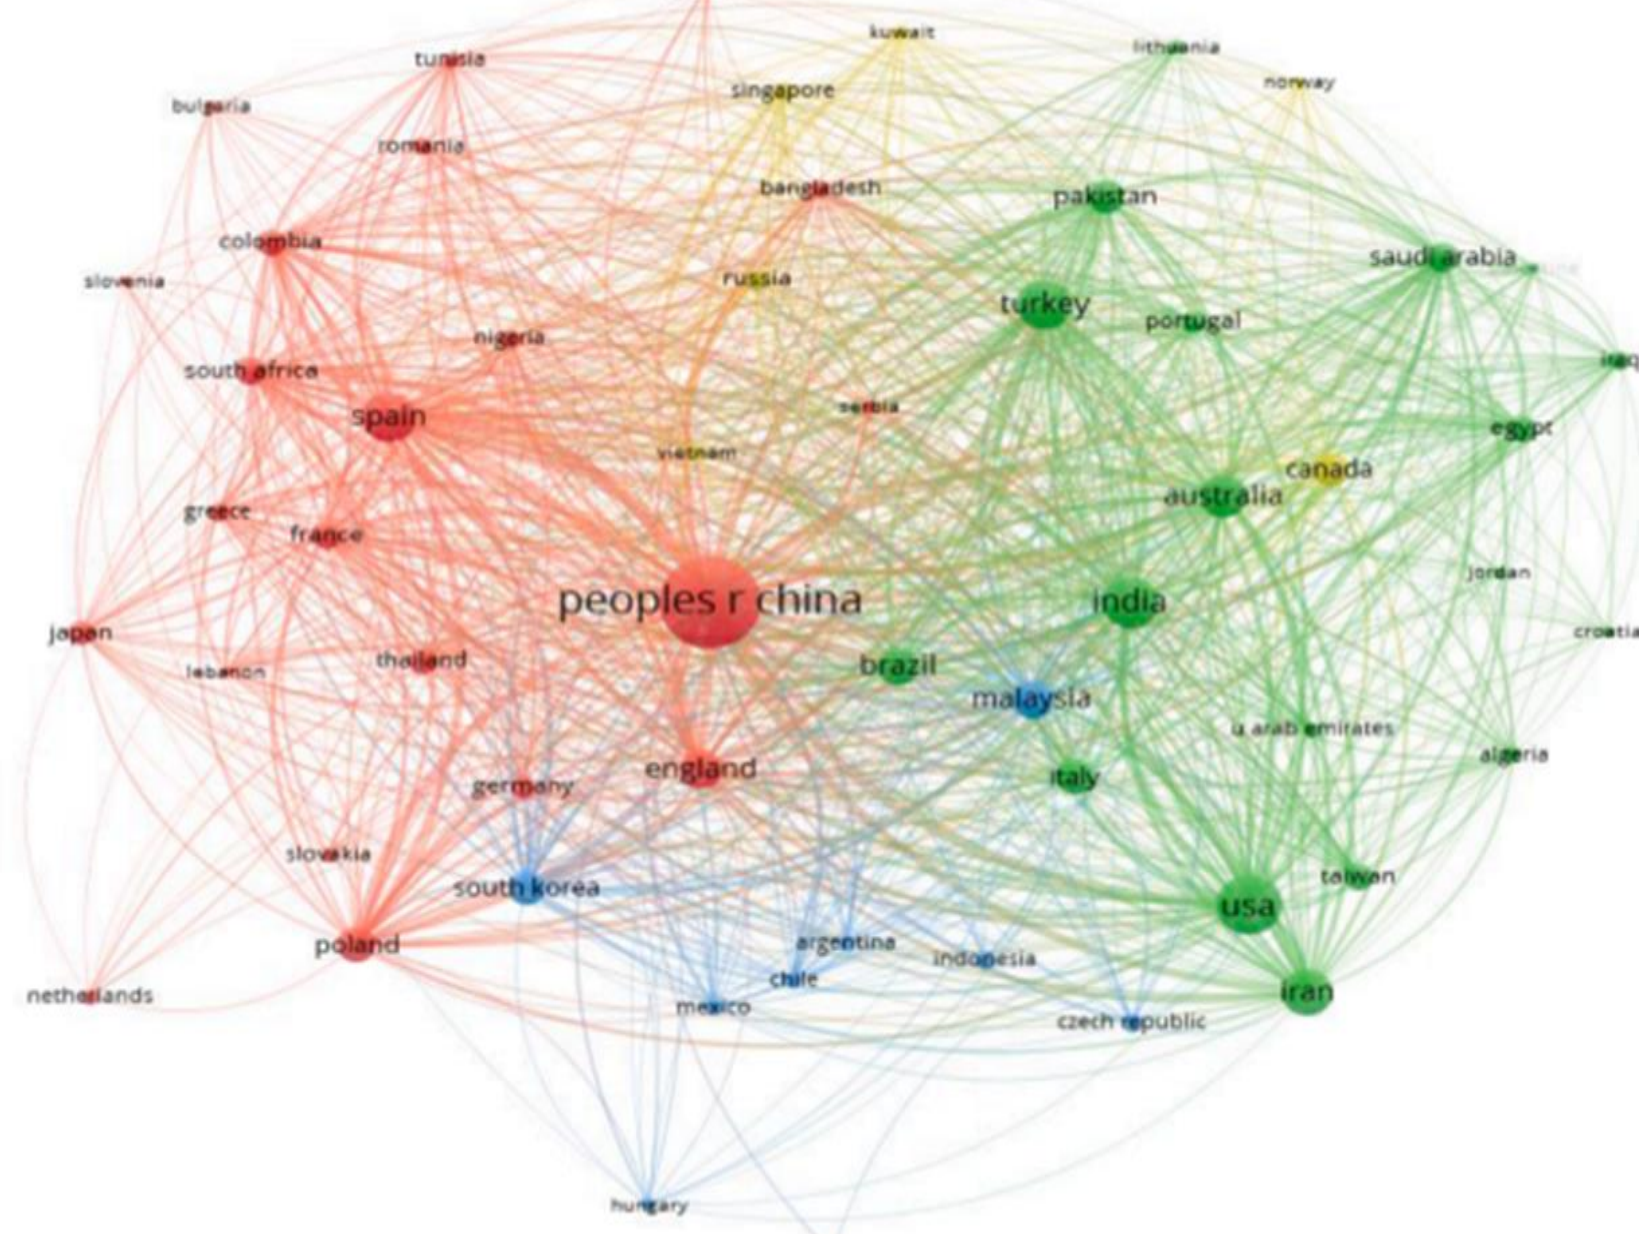 kuwait
lithuania
tunisia
norway
singapore
bulgaria
romania
bangladesh
pakistan
colombia
saudi arabia
russia
slovenia
turkey
portugal
nigeria
iraq
south africa
serbia
spain
egypt
vietnam
canada
australia
greece
france
jordan
peoples r china
india
japan
croatia
thailand
brazil
lebanon
malaysia
u arab emirates
algeria
england
italy
germany
slovakia
taiwan
south korea
usa
argentina
poland
indonesia
chile
iran
netherlands
mexico
czech republic
hungary